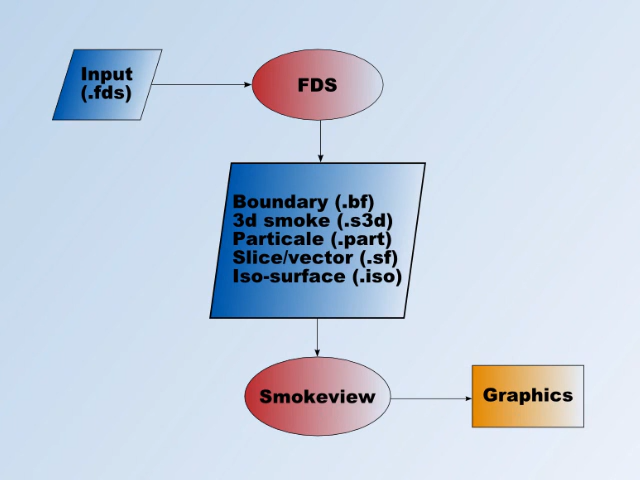 Input
(.fds)
FDS
Boundary (.bf)
3d smoke (.s3d)
Particale (.part)
Slice/vector (.sf)
Iso-surface (.iso)
Smokeview
Graphics